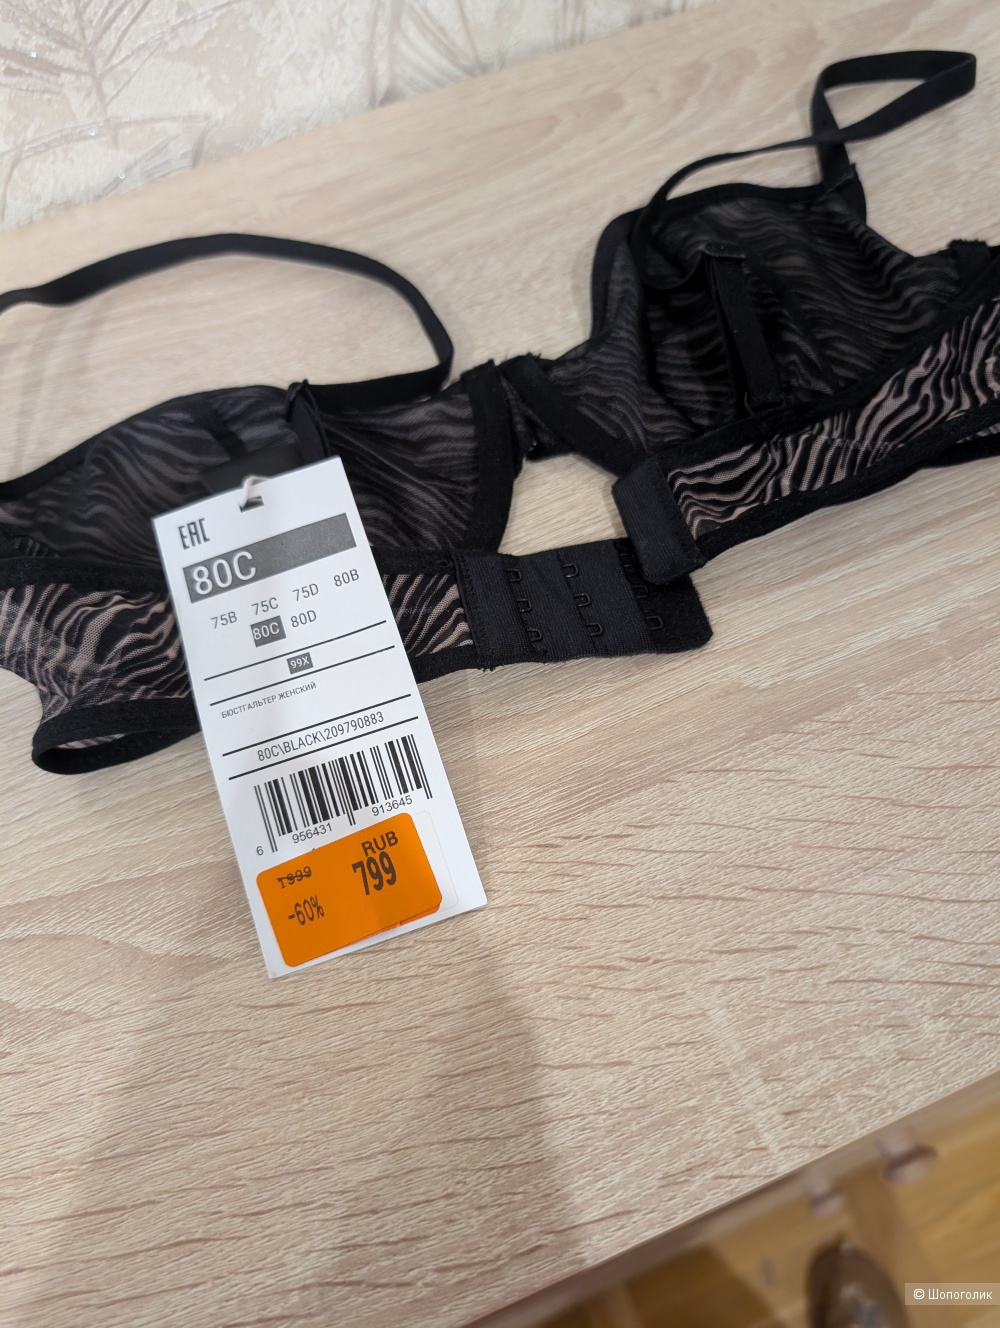 EAC
80C
75B 75C 75D 80B
80C 80D
99X
БЮСТГАЛЬТЕР ЖЕНСКИЙ
80C\BLACK\209790883
6 956431 913645
1999 RUB
-60% 799
© Шопоголик